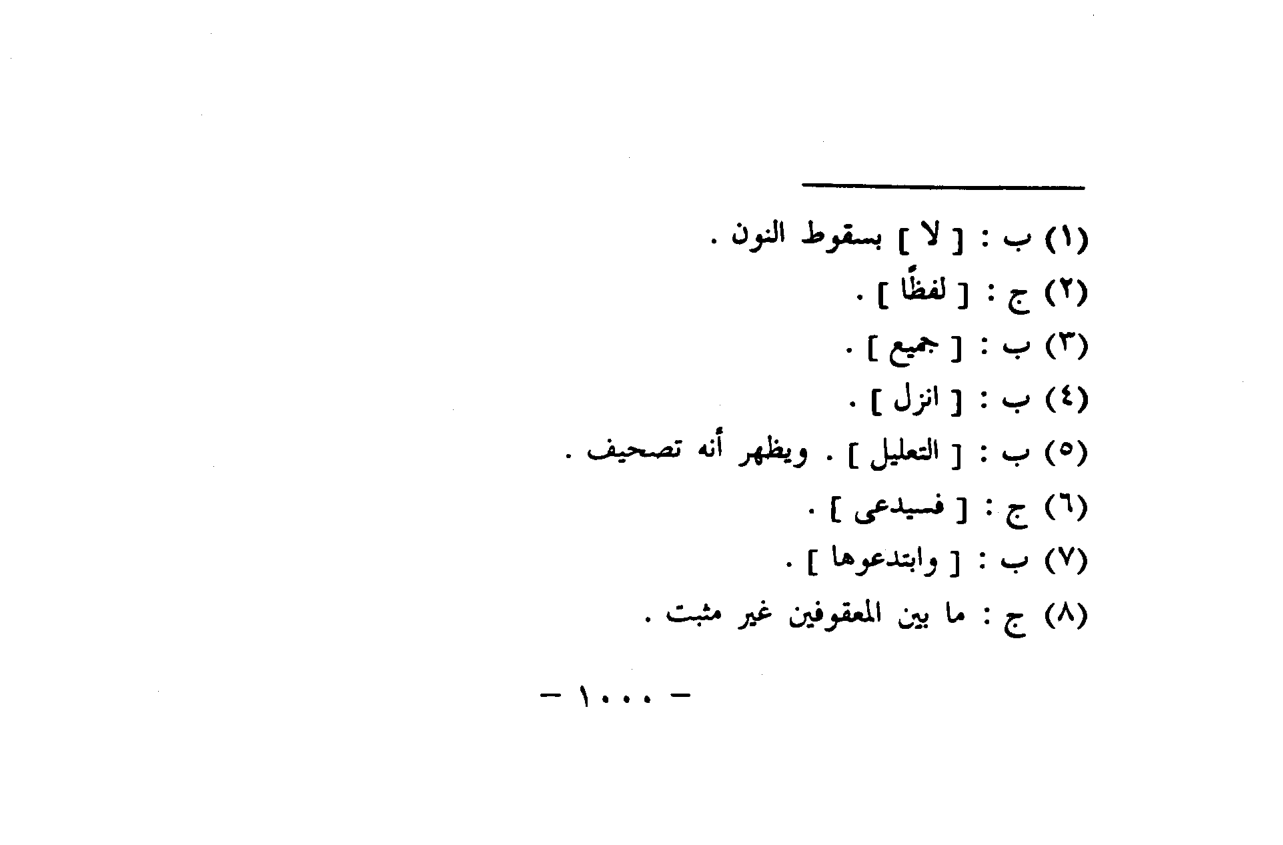 (١) ب : [ لا ] بسقوط النون .
(٢) ج : [ لفظًا ] .
(٣) ب : [ جميع ] .
(٤) ب : [ انزل ] .
(٥) ب : [ التعليل ] . ويظهر أنه تصحيف .
(٦) ج : [ فسيدعى ] .
(٧) ب : [ وابتدعوها ] .
(٨) ج : ما بين المعقوفين غير مثبت .
– ١٠٠٠ –